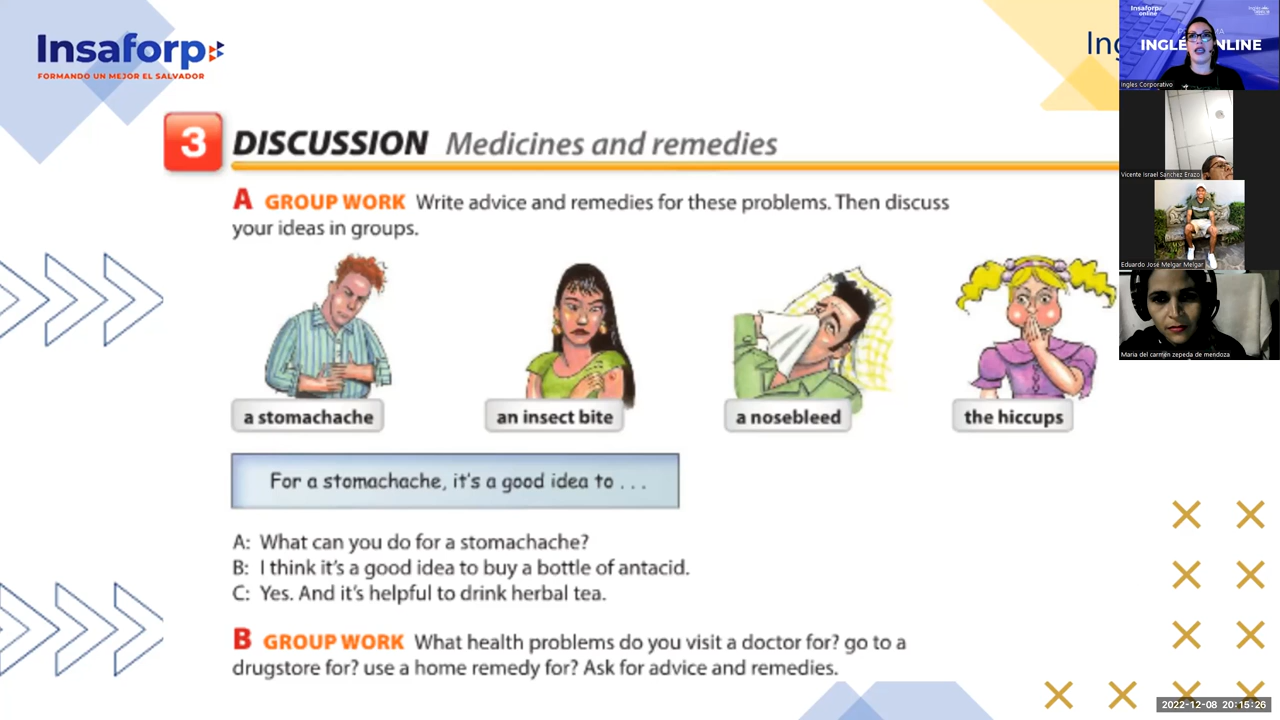 Insaforp
FORMANDO UN MEJOR EL SALVADOR
Ing
Insaforp
online
INGLÉS ONLINE
ingles Corporativo
Vicente Israel Sanchez Erazo
Eduardo José Melgar Melgar
Maria del carmen zepeda de mendoza
3 DISCUSSION Medicines and remedies
A GROUP WORK Write advice and remedies for these problems. Then discuss
your ideas in groups.
a stomachache
an insect bite
a nosebleed
the hiccups
For a stomachache, it's a good idea to . . .
A: What can you do for a stomachache?
B: I think it's a good idea to buy a bottle of antacid.
C: Yes. And it's helpful to drink herbal tea.
B GROUP WORK What health problems do you visit a doctor for? go to a
drugstore for? use a home remedy for? Ask for advice and remedies.
2022-12-08 20:15:26